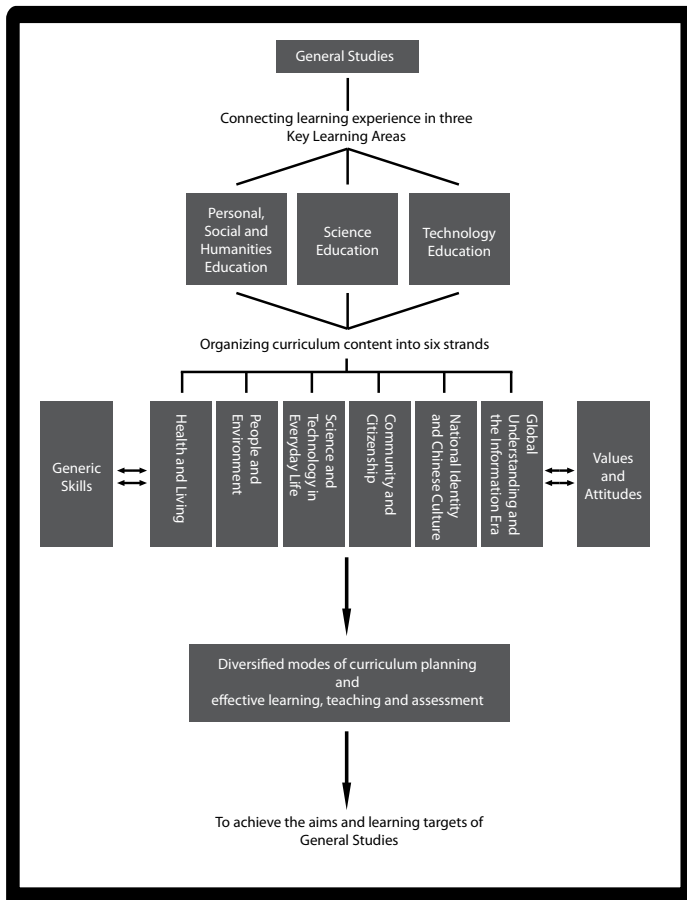 General Studies
Connecting learning experience in three
Key Learning Areas
Personal,
Social and
Humanities
Education
Science
Education
Technology
Education
Organizing curriculum content into six strands
Generic
Skills
Health and Living
People and
Environment
Science and
Technology in
Everyday Life
Community and
Citizenship
National Identity
and Chinese Culture
Global
Understanding and
the Information Era
Values
and
Attitudes
Diversified modes of curriculum planning
and
effective learning, teaching and assessment
To achieve the aims and learning targets of
General Studies